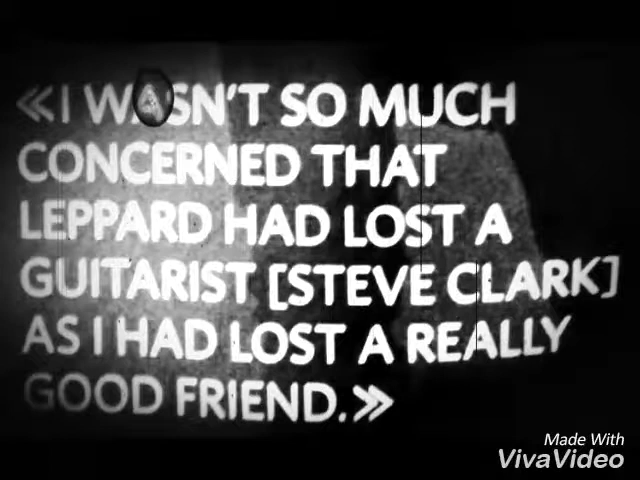 «I WASN'T SO MUCH
CONCERNED THAT
LEPPARD HAD LOST A
GUITARIST [STEVE CLARK]
AS I HAD LOST A REALLY
GOOD FRIEND.»
Made With
VivaVideo